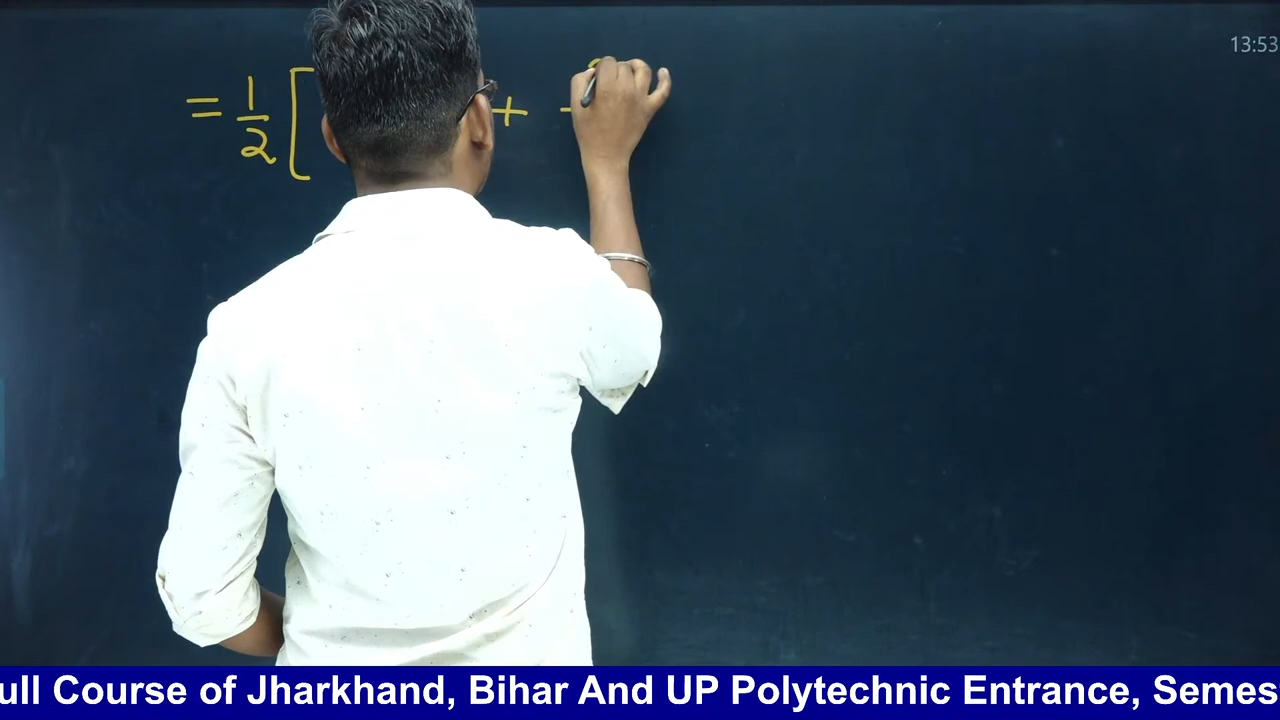 13:53
= 1/2 [ +
ull Course of Jharkhand, Bihar And UP Polytechnic Entrance, Semes